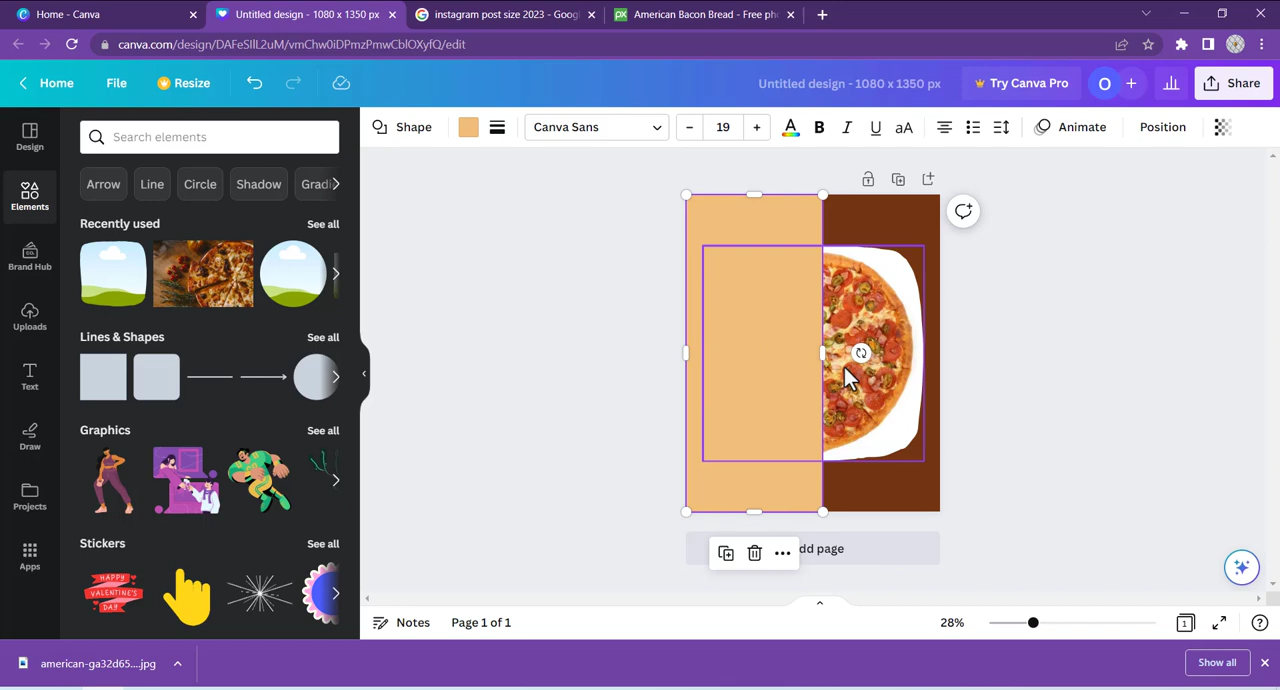 Home - Canva
Untitled design - 1080 x 1350 px
instagram post size 2023 - Goog
American Bacon Bread - Free pho
canva.com/design/DAFeSIlL2uM/vmChw0iDPmzPmwCblOXyfQ/edit
Home
File
Resize
Untitled design - 1080 x 1350 px
Try Canva Pro
O
Share
Design
Elements
Brand Hub
Uploads
Text
Draw
Projects
Apps
Search elements
Arrow
Line
Circle
Shadow
Gradi
Recently used
See all
Lines & Shapes
See all
Graphics
See all
Stickers
See all
HAPPY
VALENTINE'S
DAY
Shape
Canva Sans
19
B
I
U
aA
Animate
Position
dd page
Notes
Page 1 of 1
28%
1
american-ga32d65....jpg
Show all